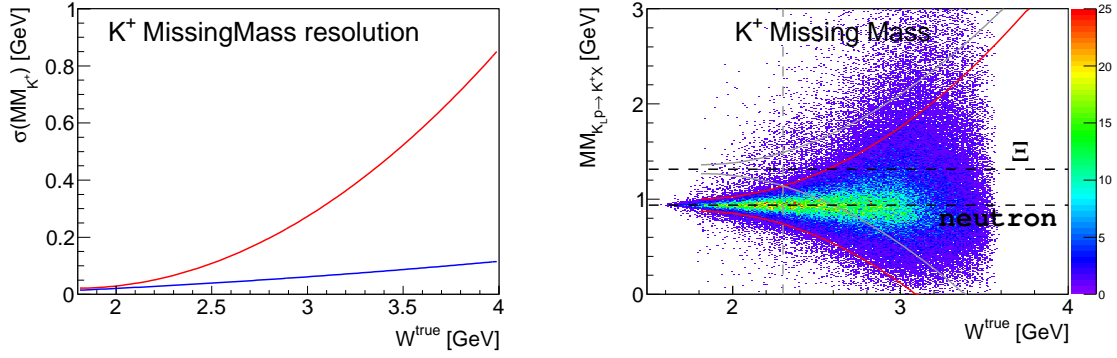 K⁺ MissingMass resolution
σ(MM_K⁺) [GeV]
1
0.8
0.6
0.4
0.2
0
2 2.5 3 3.5 4
W^true [GeV]
K⁺ Missing Mass
MM_K_Lp→K⁺X [GeV]
3
2
1
0
2 3 4
W^true [GeV]
Ξ
neutron
25
20
15
10
5
0